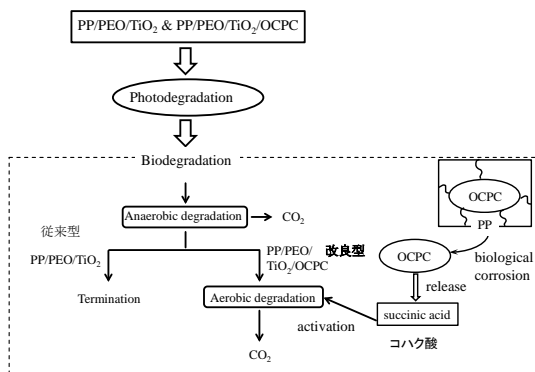 PP/PEO/TiO2 & PP/PEO/TiO2/OCPC
Photodegradation
Biodegradation
Anaerobic degradation
CO2
従来型
PP/PEO/TiO2
Termination
PP/PEO/
TiO2/OCPC
改良型
Aerobic degradation
CO2
activation
OCPC
PP
biological
corrosion
OCPC
release
succinic acid
コハク酸